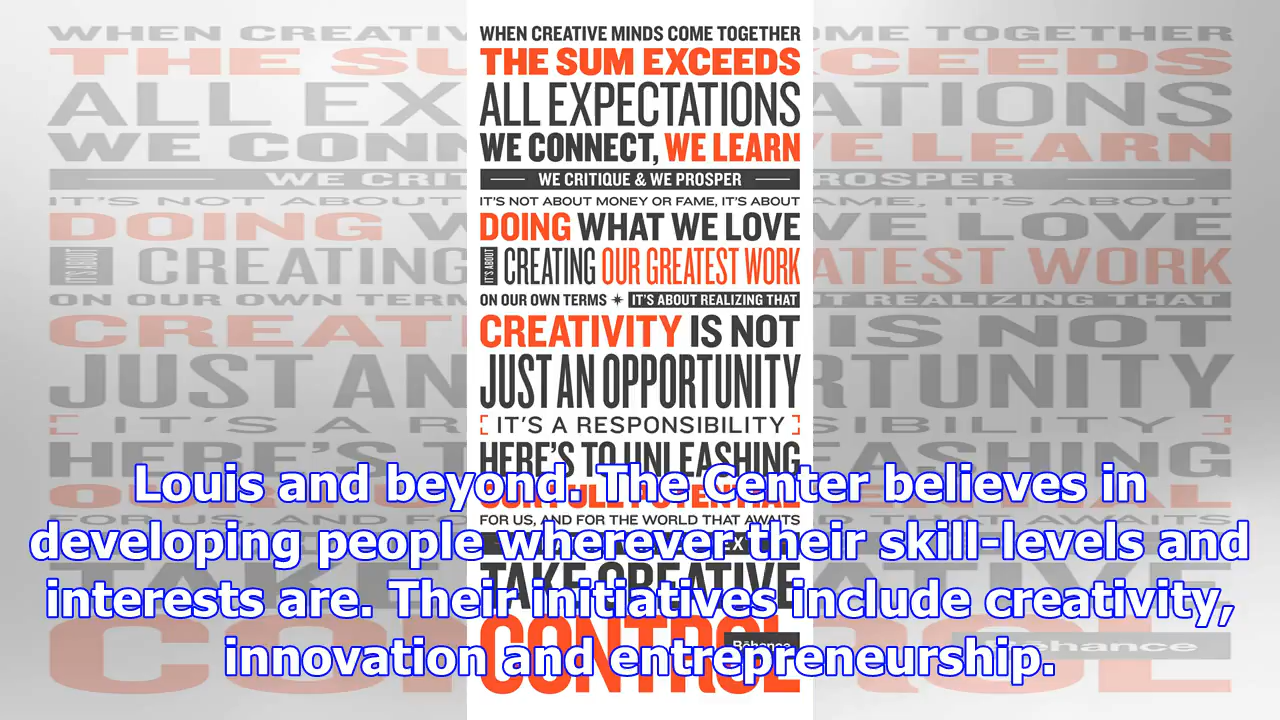 WHEN CREATIVE MINDS COME TOGETHER
THE SUM EXCEEDS
ALL EXPECTATIONS
WE CONNECT, WE LEARN
WE CRITIQUE & WE PROSPER
IT'S NOT ABOUT MONEY OR FAME, IT'S ABOUT
DOING WHAT WE LOVE
IT'S ABOUT CREATING OUR GREATEST WORK
ON OUR OWN TERMS ✶ IT'S ABOUT REALIZING THAT
CREATIVITY IS NOT
JUST AN OPPORTUNITY
[ IT'S A RESPONSIBILITY ]
HERE'S TO UNLEASHING
OUR FULL POTENTIAL
FOR US, AND FOR THE WORLD THAT AWAITS
TAKE CREATIVE
CONTROL
Bēhance
Louis and beyond. The Center believes in
developing people wherever their skill-levels and
interests are. Their initiatives include creativity,
innovation and entrepreneurship.